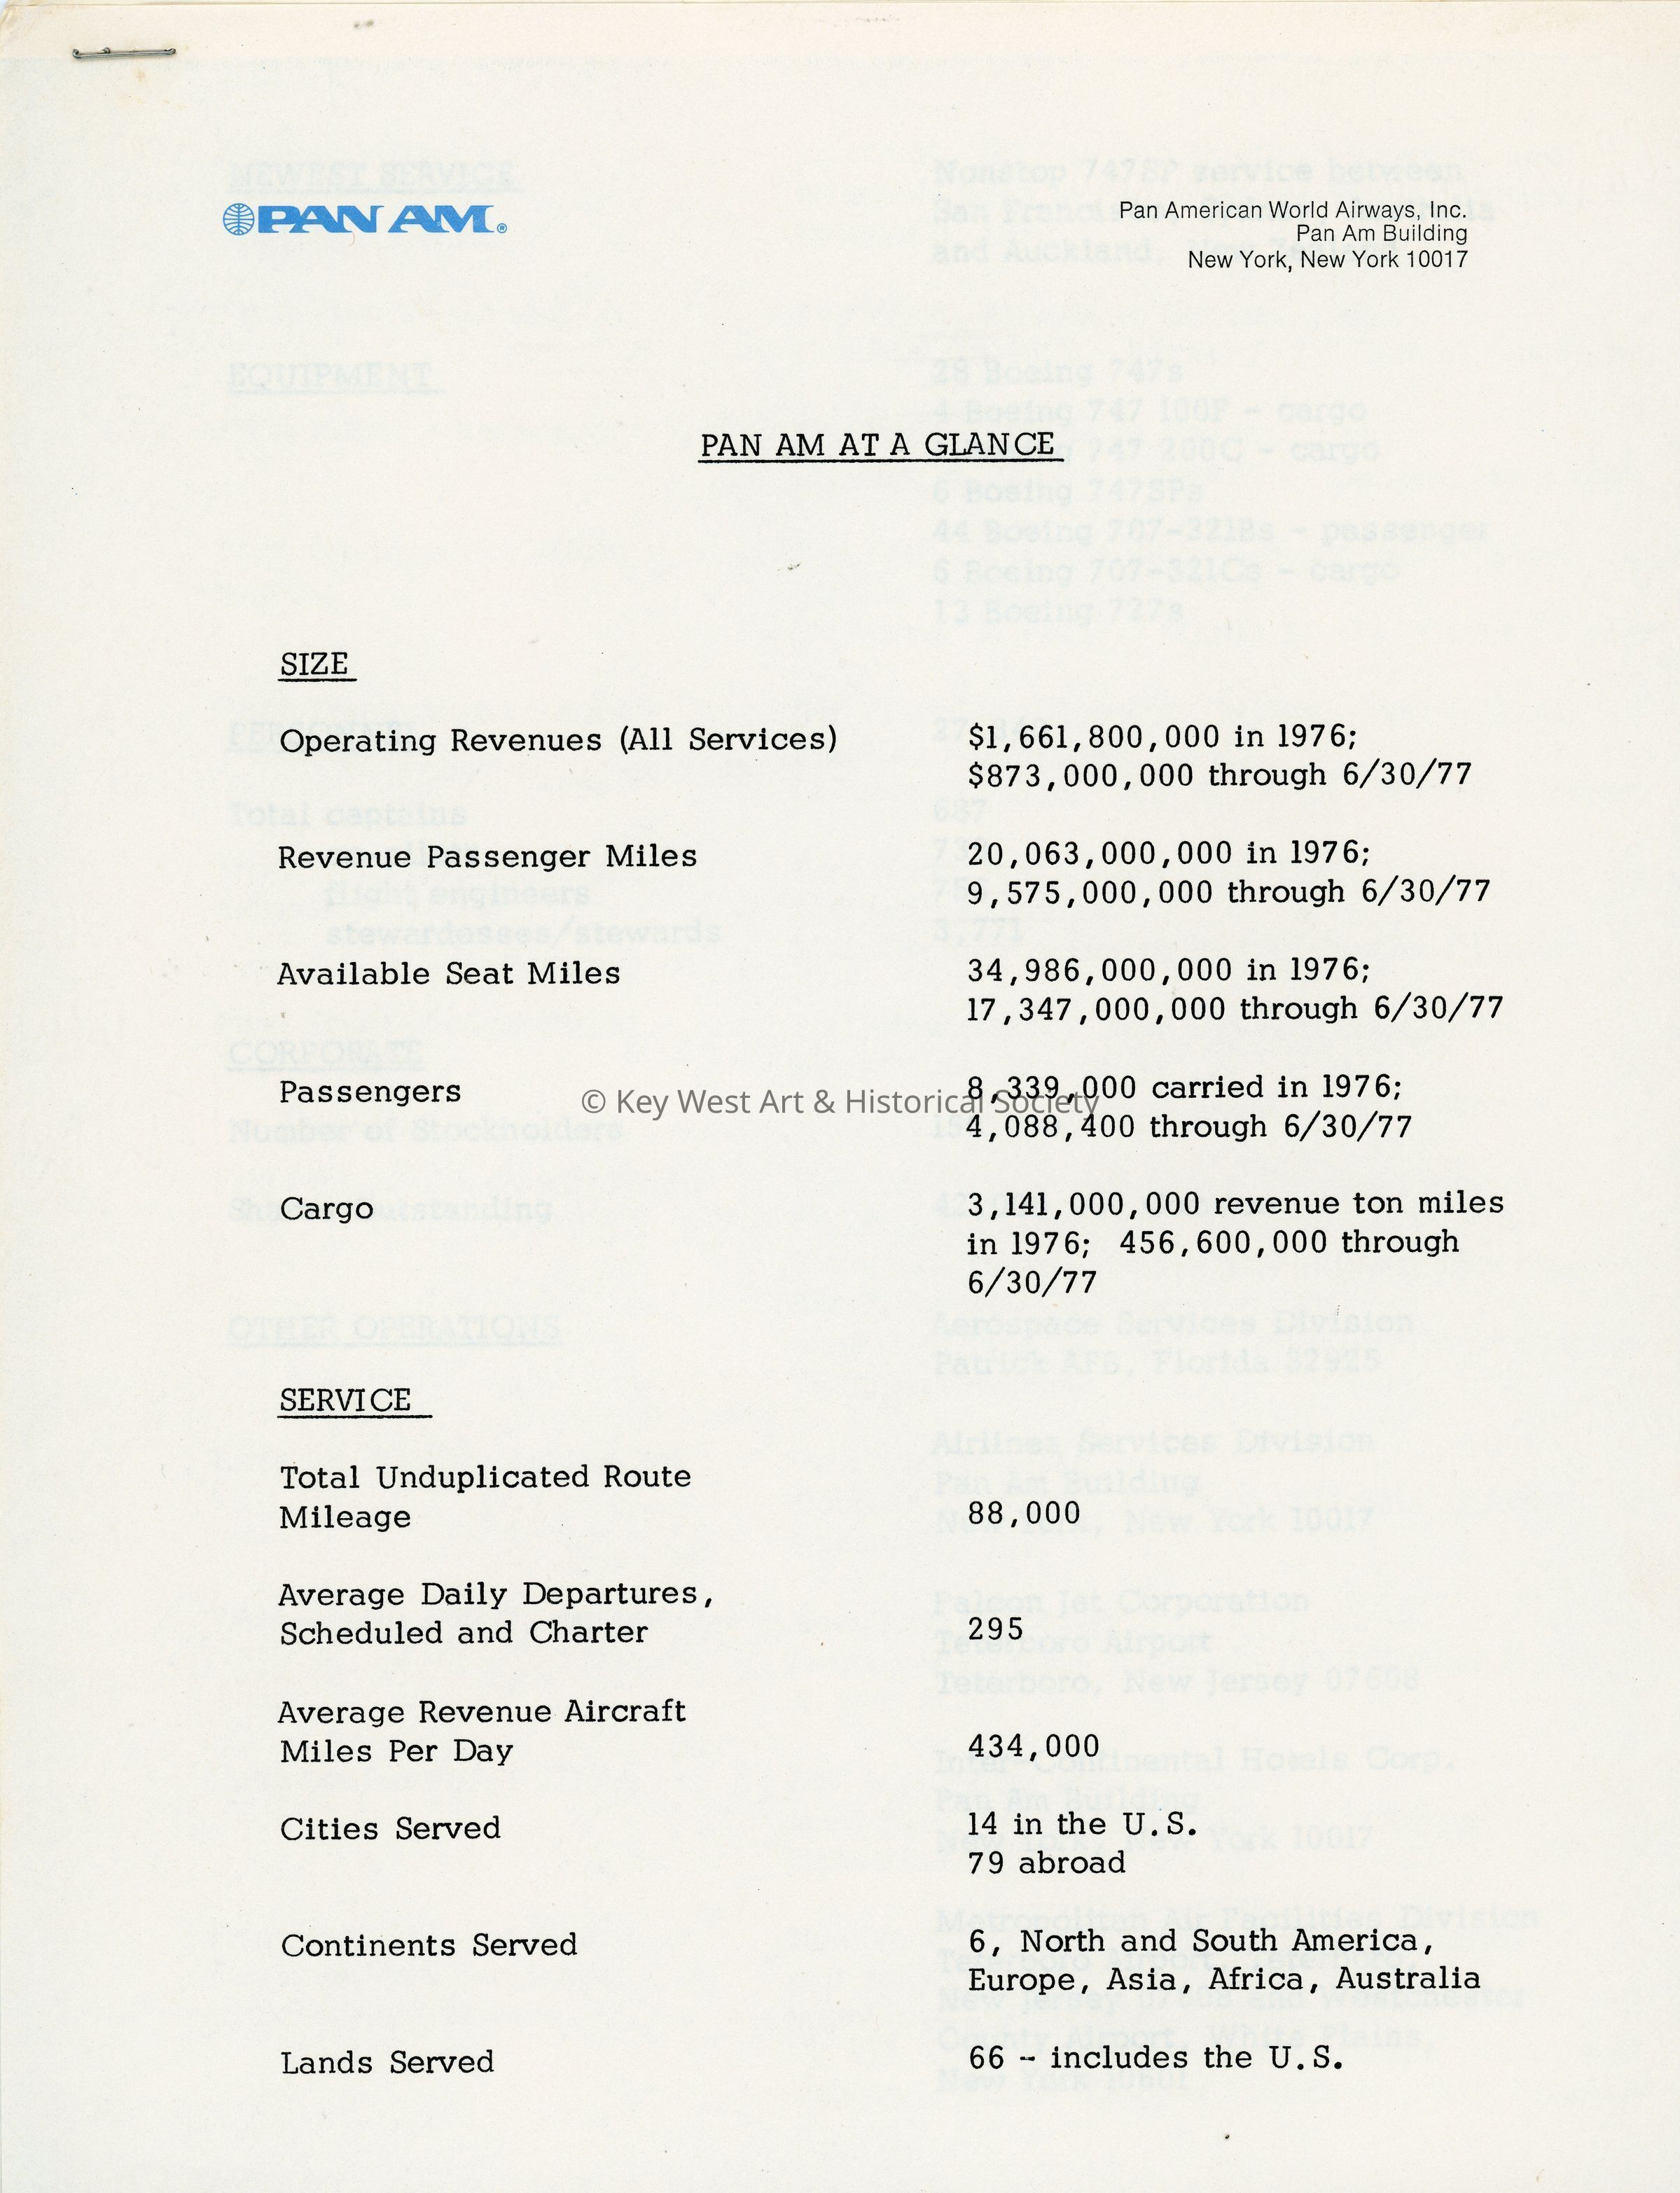 PAN AM®
Pan American World Airways, Inc.
Pan Am Building
New York, New York 10017
PAN AM AT A GLANCE
SIZE
Operating Revenues (All Services) $1,661,800,000 in 1976;
$873,000,000 through 6/30/77
Revenue Passenger Miles 20,063,000,000 in 1976;
9,575,000,000 through 6/30/77
Available Seat Miles 34,986,000,000 in 1976;
17,347,000,000 through 6/30/77
Passengers 8,339,000 carried in 1976;
© Key West Art & Historical Society
4,088,400 through 6/30/77
Cargo 3,141,000,000 revenue ton miles
in 1976; 456,600,000 through
6/30/77
SERVICE
Total Unduplicated Route
Mileage 88,000
Average Daily Departures,
Scheduled and Charter 295
Average Revenue Aircraft
Miles Per Day 434,000
Cities Served 14 in the U.S.
79 abroad
Continents Served 6, North and South America,
Europe, Asia, Africa, Australia
Lands Served 66 - includes the U.S.